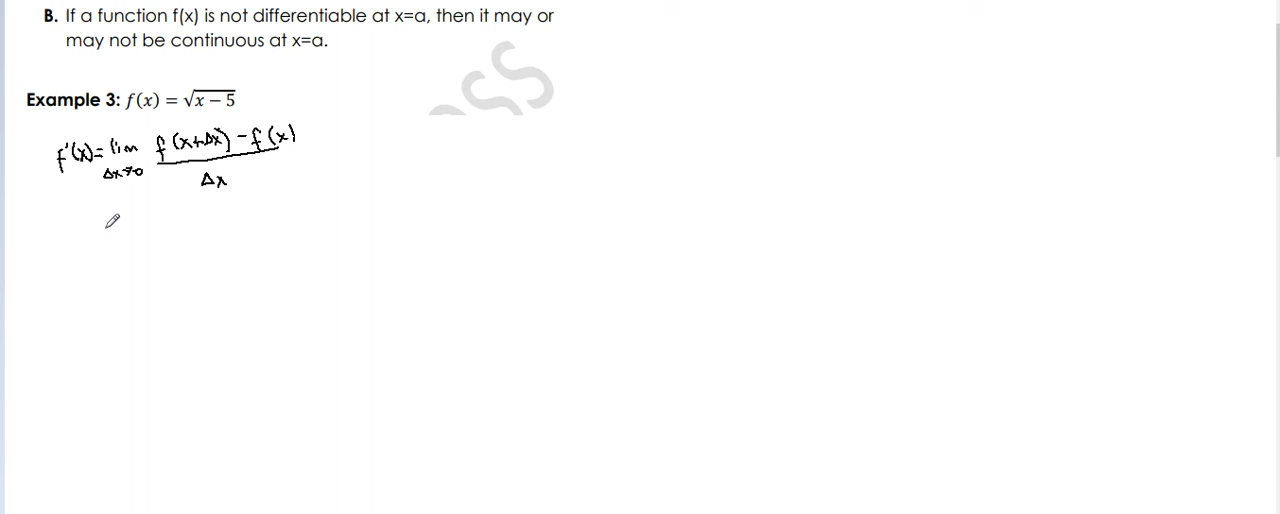 B. If a function f(x) is not differentiable at x=a, then it may or
may not be continuous at x=a.
Example 3: f(x) = √x − 5
f'(x) = lim f(x+Δx) - f(x)
Δx→0 Δx